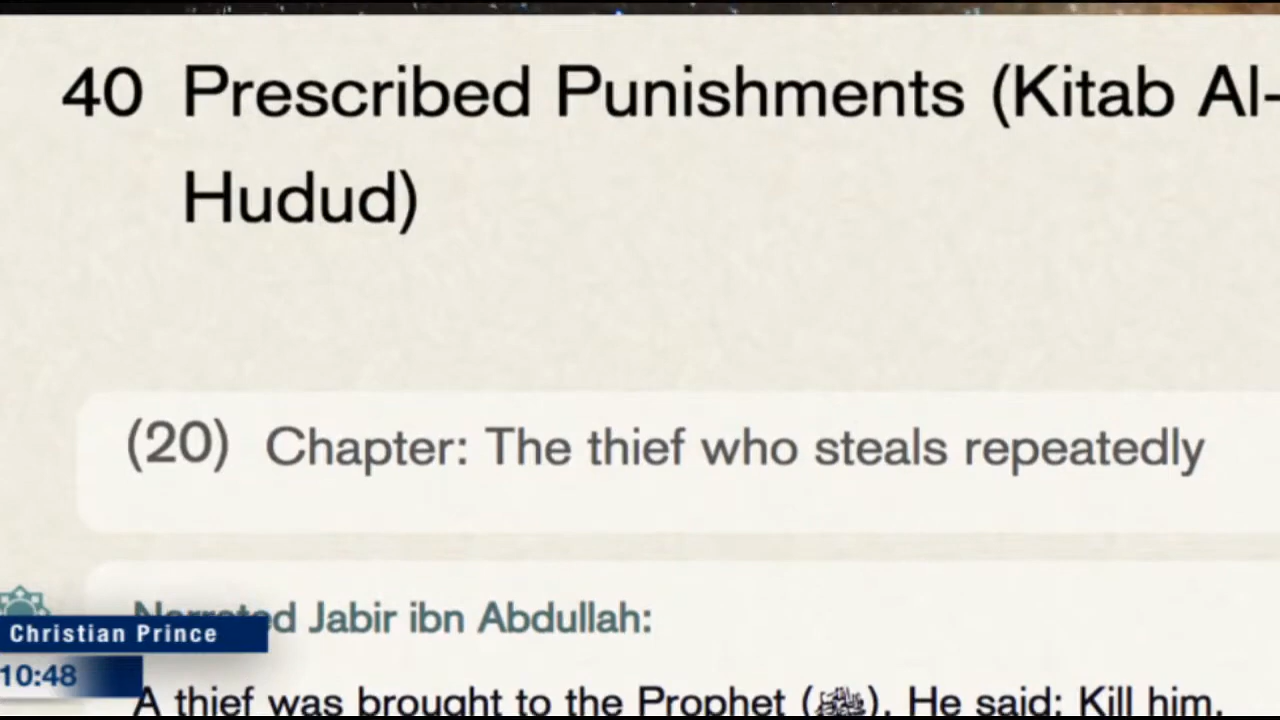 40 Prescribed Punishments (Kitab Al-
Hudud)
(20) Chapter: The thief who steals repeatedly
Narrated Jabir ibn Abdullah:
Christian Prince
10:48
A thief was brought to the Prophet (ﷺ). He said: Kill him.